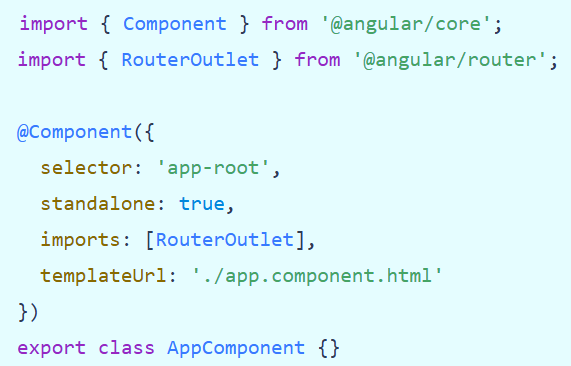 import { Component } from '@angular/core';
import { RouterOutlet } from '@angular/router';

@Component({
  selector: 'app-root',
  standalone: true,
  imports: [RouterOutlet],
  templateUrl: './app.component.html'
})
export class AppComponent {}